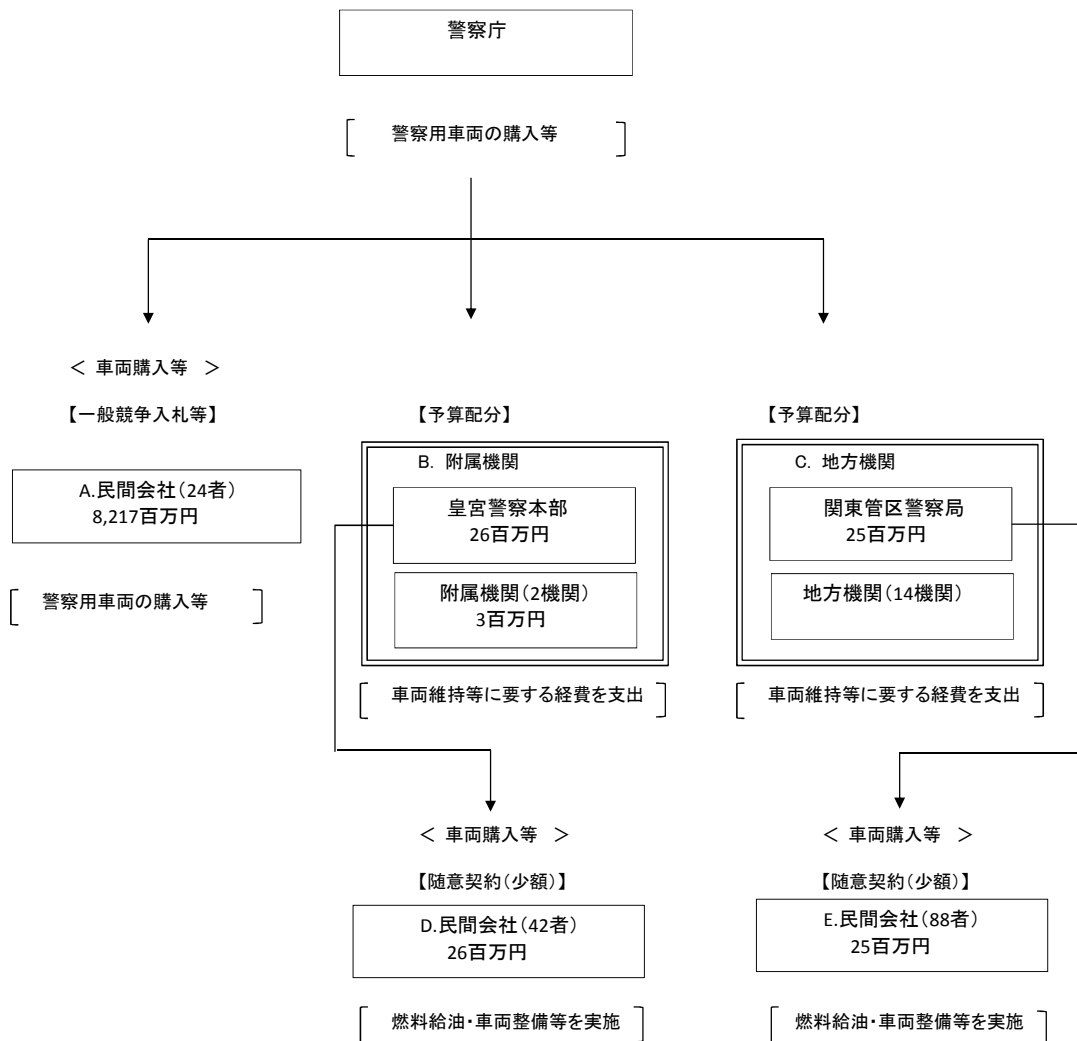 警察庁
警察用車両の購入等
＜ 車両購入等 ＞
【一般競争入札等】
【予算配分】
【予算配分】
A.民間会社（24者）
8,217百万円
警察用車両の購入等
B. 附属機関
皇宮警察本部
26百万円
附属機関（2機関）
3百万円
車両維持等に要する経費を支出
C. 地方機関
関東管区警察局
25百万円
地方機関（14機関）
車両維持等に要する経費を支出
＜ 車両購入等 ＞
【随意契約（少額）】
D.民間会社（42者）
26百万円
燃料給油・車両整備等を実施
＜ 車両購入等 ＞
【随意契約（少額）】
E.民間会社（88者）
25百万円
燃料給油・車両整備等を実施